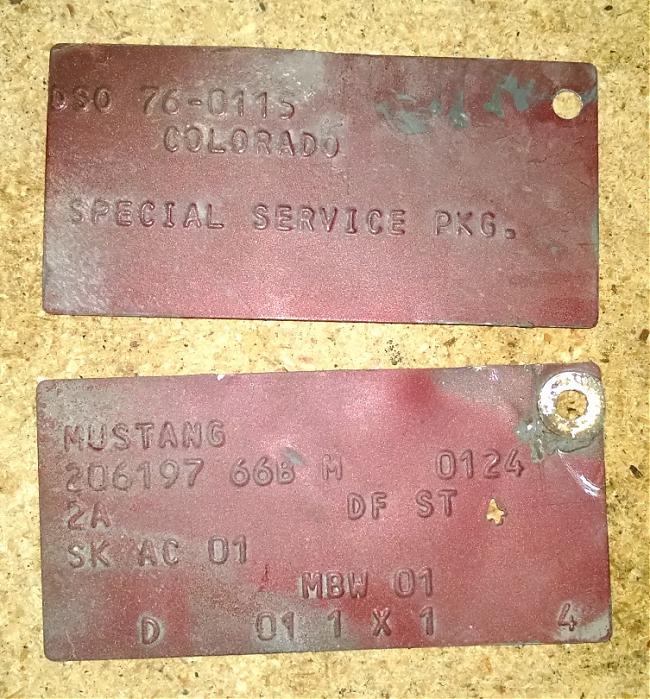 DSO 76-0115
COLORADO
SPECIAL SERVICE PKG.
MUSTANG
206197 66B M 0124
2A DF ST
SK AC 01
MBW 01
D 01 1 X 1 4